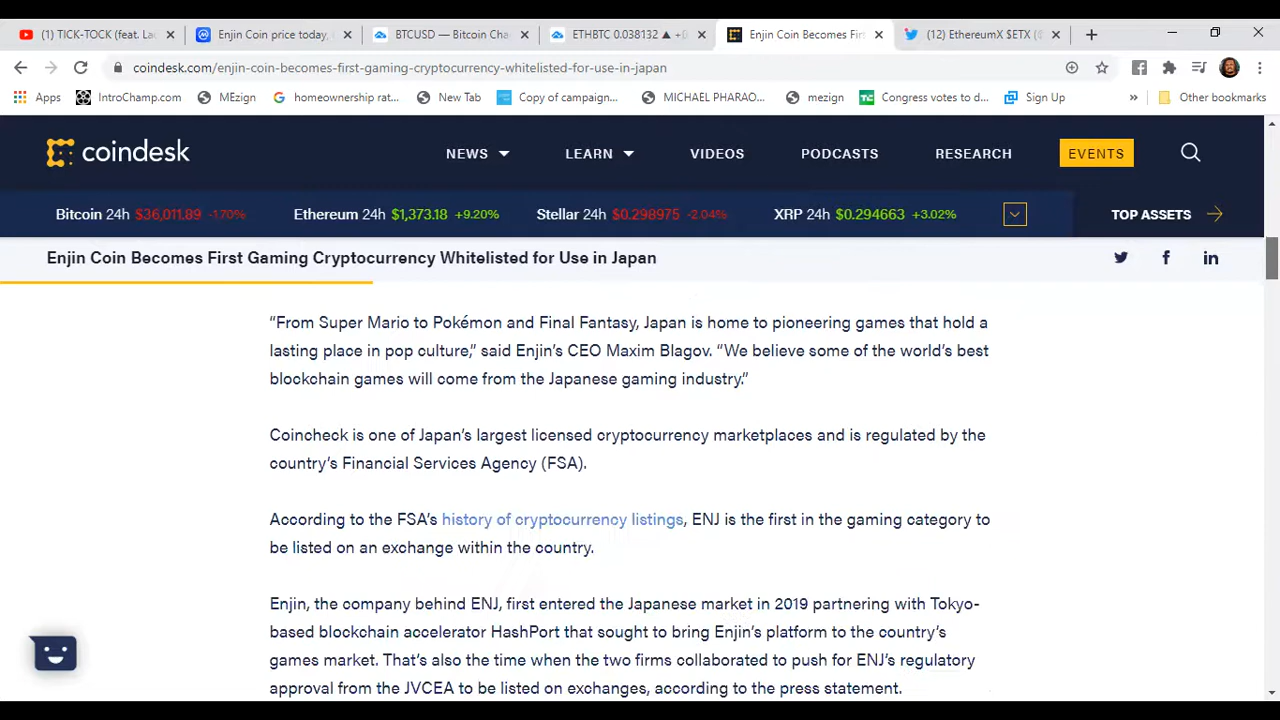 (1) TICK-TOCK (feat. La
Enjin Coin price today,
BTCUSD — Bitcoin Cha
ETHBTC 0.038132 ▲ +
Enjin Coin Becomes Firs
(12) EthereumX $ETX (
coindesk.com/enjin-coin-becomes-first-gaming-cryptocurrency-whitelisted-for-use-in-japan
Apps
IntroChamp.com
MEzign
homeownership rat...
New Tab
Copy of campaign...
MICHAEL PHARAO...
mezign
Congress votes to d...
Sign Up
»
Other bookmarks
coindesk
NEWS
LEARN
VIDEOS
PODCASTS
RESEARCH
EVENTS
Bitcoin 24h $36,011.89 -1.70%
Ethereum 24h $1,373.18 +9.20%
Stellar 24h $0.298975 -2.04%
XRP 24h $0.294663 +3.02%
TOP ASSETS
Enjin Coin Becomes First Gaming Cryptocurrency Whitelisted for Use in Japan
“From Super Mario to Pokémon and Final Fantasy, Japan is home to pioneering games that hold a
lasting place in pop culture,” said Enjin’s CEO Maxim Blagov. “We believe some of the world’s best
blockchain games will come from the Japanese gaming industry.”
Coincheck is one of Japan’s largest licensed cryptocurrency marketplaces and is regulated by the
country’s Financial Services Agency (FSA).
According to the FSA’s history of cryptocurrency listings, ENJ is the first in the gaming category to
be listed on an exchange within the country.
Enjin, the company behind ENJ, first entered the Japanese market in 2019 partnering with Tokyo-
based blockchain accelerator HashPort that sought to bring Enjin’s platform to the country’s
games market. That’s also the time when the two firms collaborated to push for ENJ’s regulatory
approval from the JVCEA to be listed on exchanges, according to the press statement.